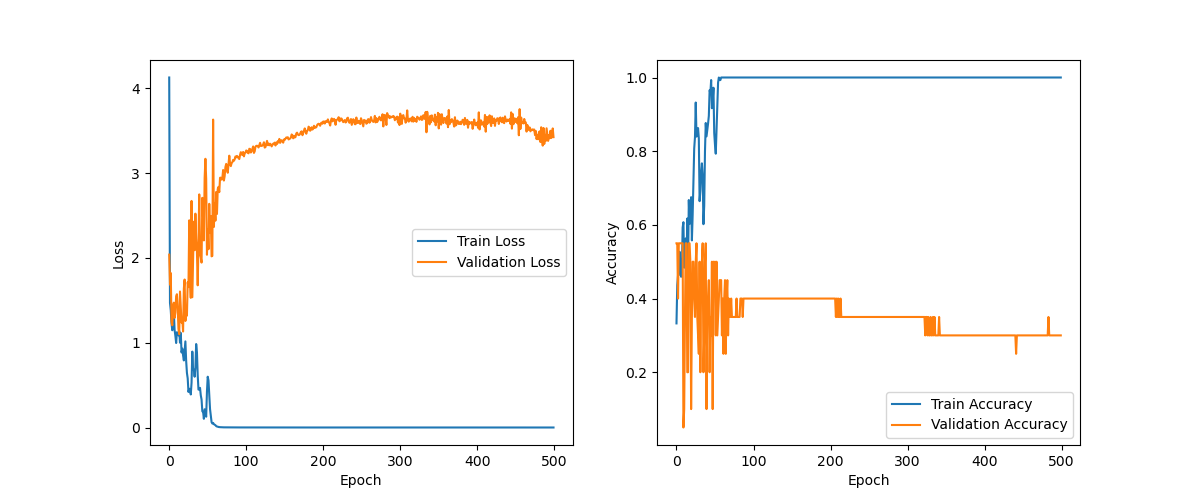 4
3
2
1
0
Loss
0
100
200
300
400
500
Epoch
Train Loss
Validation Loss
1.0
0.8
0.6
0.4
0.2
Accuracy
0
100
200
300
400
500
Epoch
Train Accuracy
Validation Accuracy